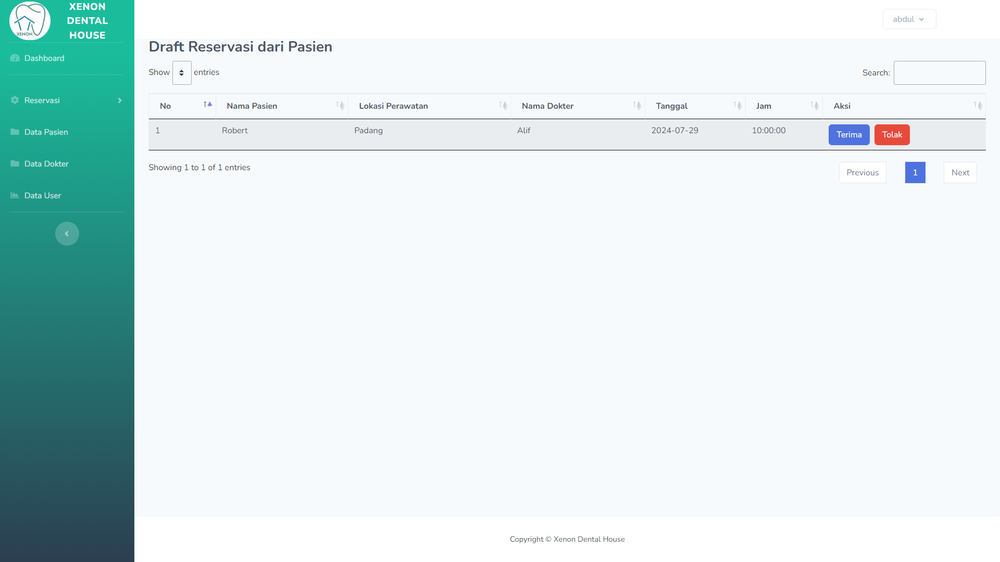 XENON
XENON
DENTAL
HOUSE
abdul
Dashboard
Reservasi
Data Pasien
Data Dokter
Data User
Draft Reservasi dari Pasien
Show entries
Search:
No Nama Pasien Lokasi Perawatan Nama Dokter Tanggal Jam Aksi
1 Robert Padang Alif 2024-07-29 10:00:00 Terima Tolak
Showing 1 to 1 of 1 entries
Previous 1 Next
Copyright © Xenon Dental House